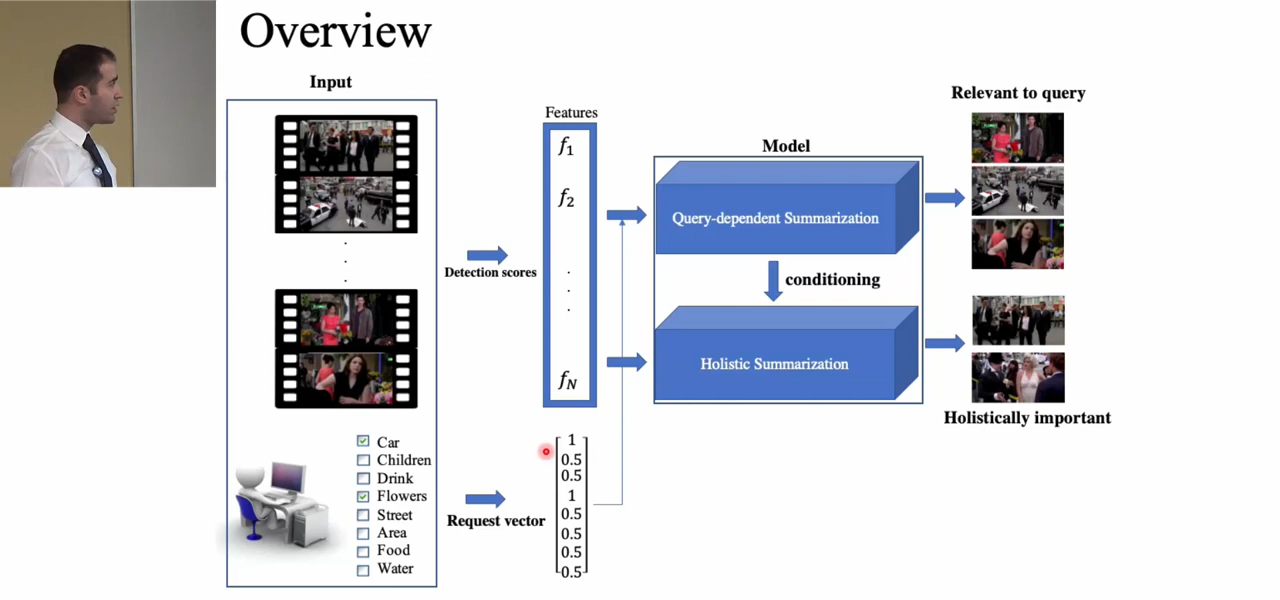 Overview
Input
Detection scores
Car
Children
Drink
Flowers
Street
Area
Food
Water
Request vector
Features
f1
f2
.
.
.
fN
1
0.5
0.5
1
0.5
0.5
0.5
0.5
Model
Query-dependent Summarization
conditioning
Holistic Summarization
Relevant to query
Holistically important